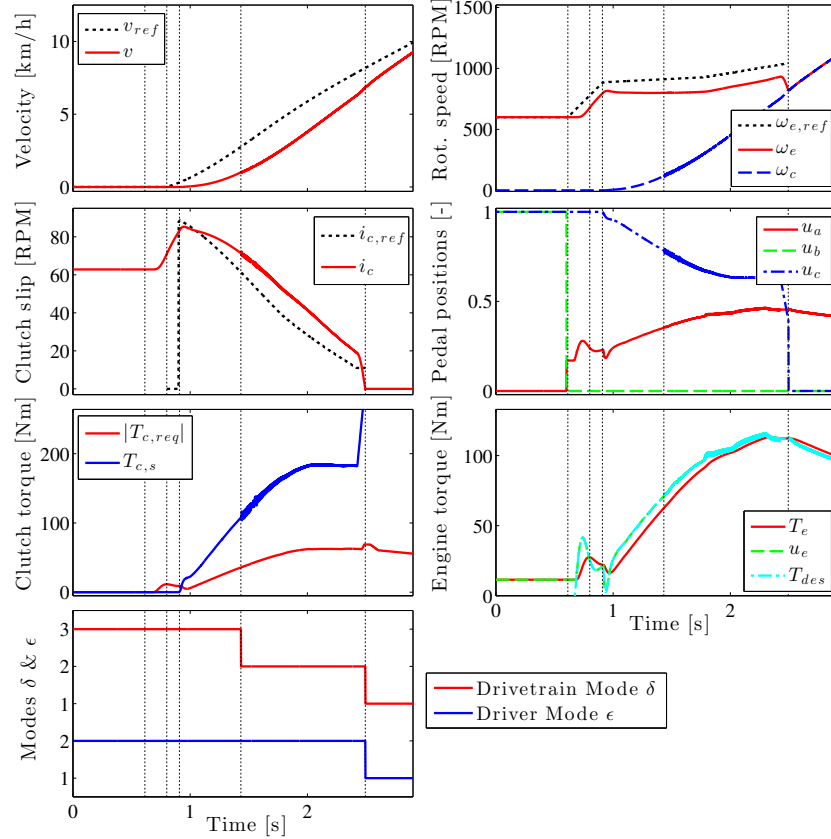 Velocity [km/h]
10
5
0
v_ref
v
Rot. speed [RPM]
1500
1000
500
0
ω_e,ref
ω_e
ω_c
Clutch slip [RPM]
80
60
40
20
0
i_c,ref
i_c
Pedal positions [-]
1
0.5
0
u_a
u_b
u_c
Clutch torque [Nm]
200
100
0
|T_c,req|
T_c,s
Engine torque [Nm]
100
50
0
T_e
u_e
T_des
0 1 2
Time [s]
Modes δ & ϵ
3
2
1
2
1
0 1 2
Time [s]
Drivetrain Mode δ
Driver Mode ϵ